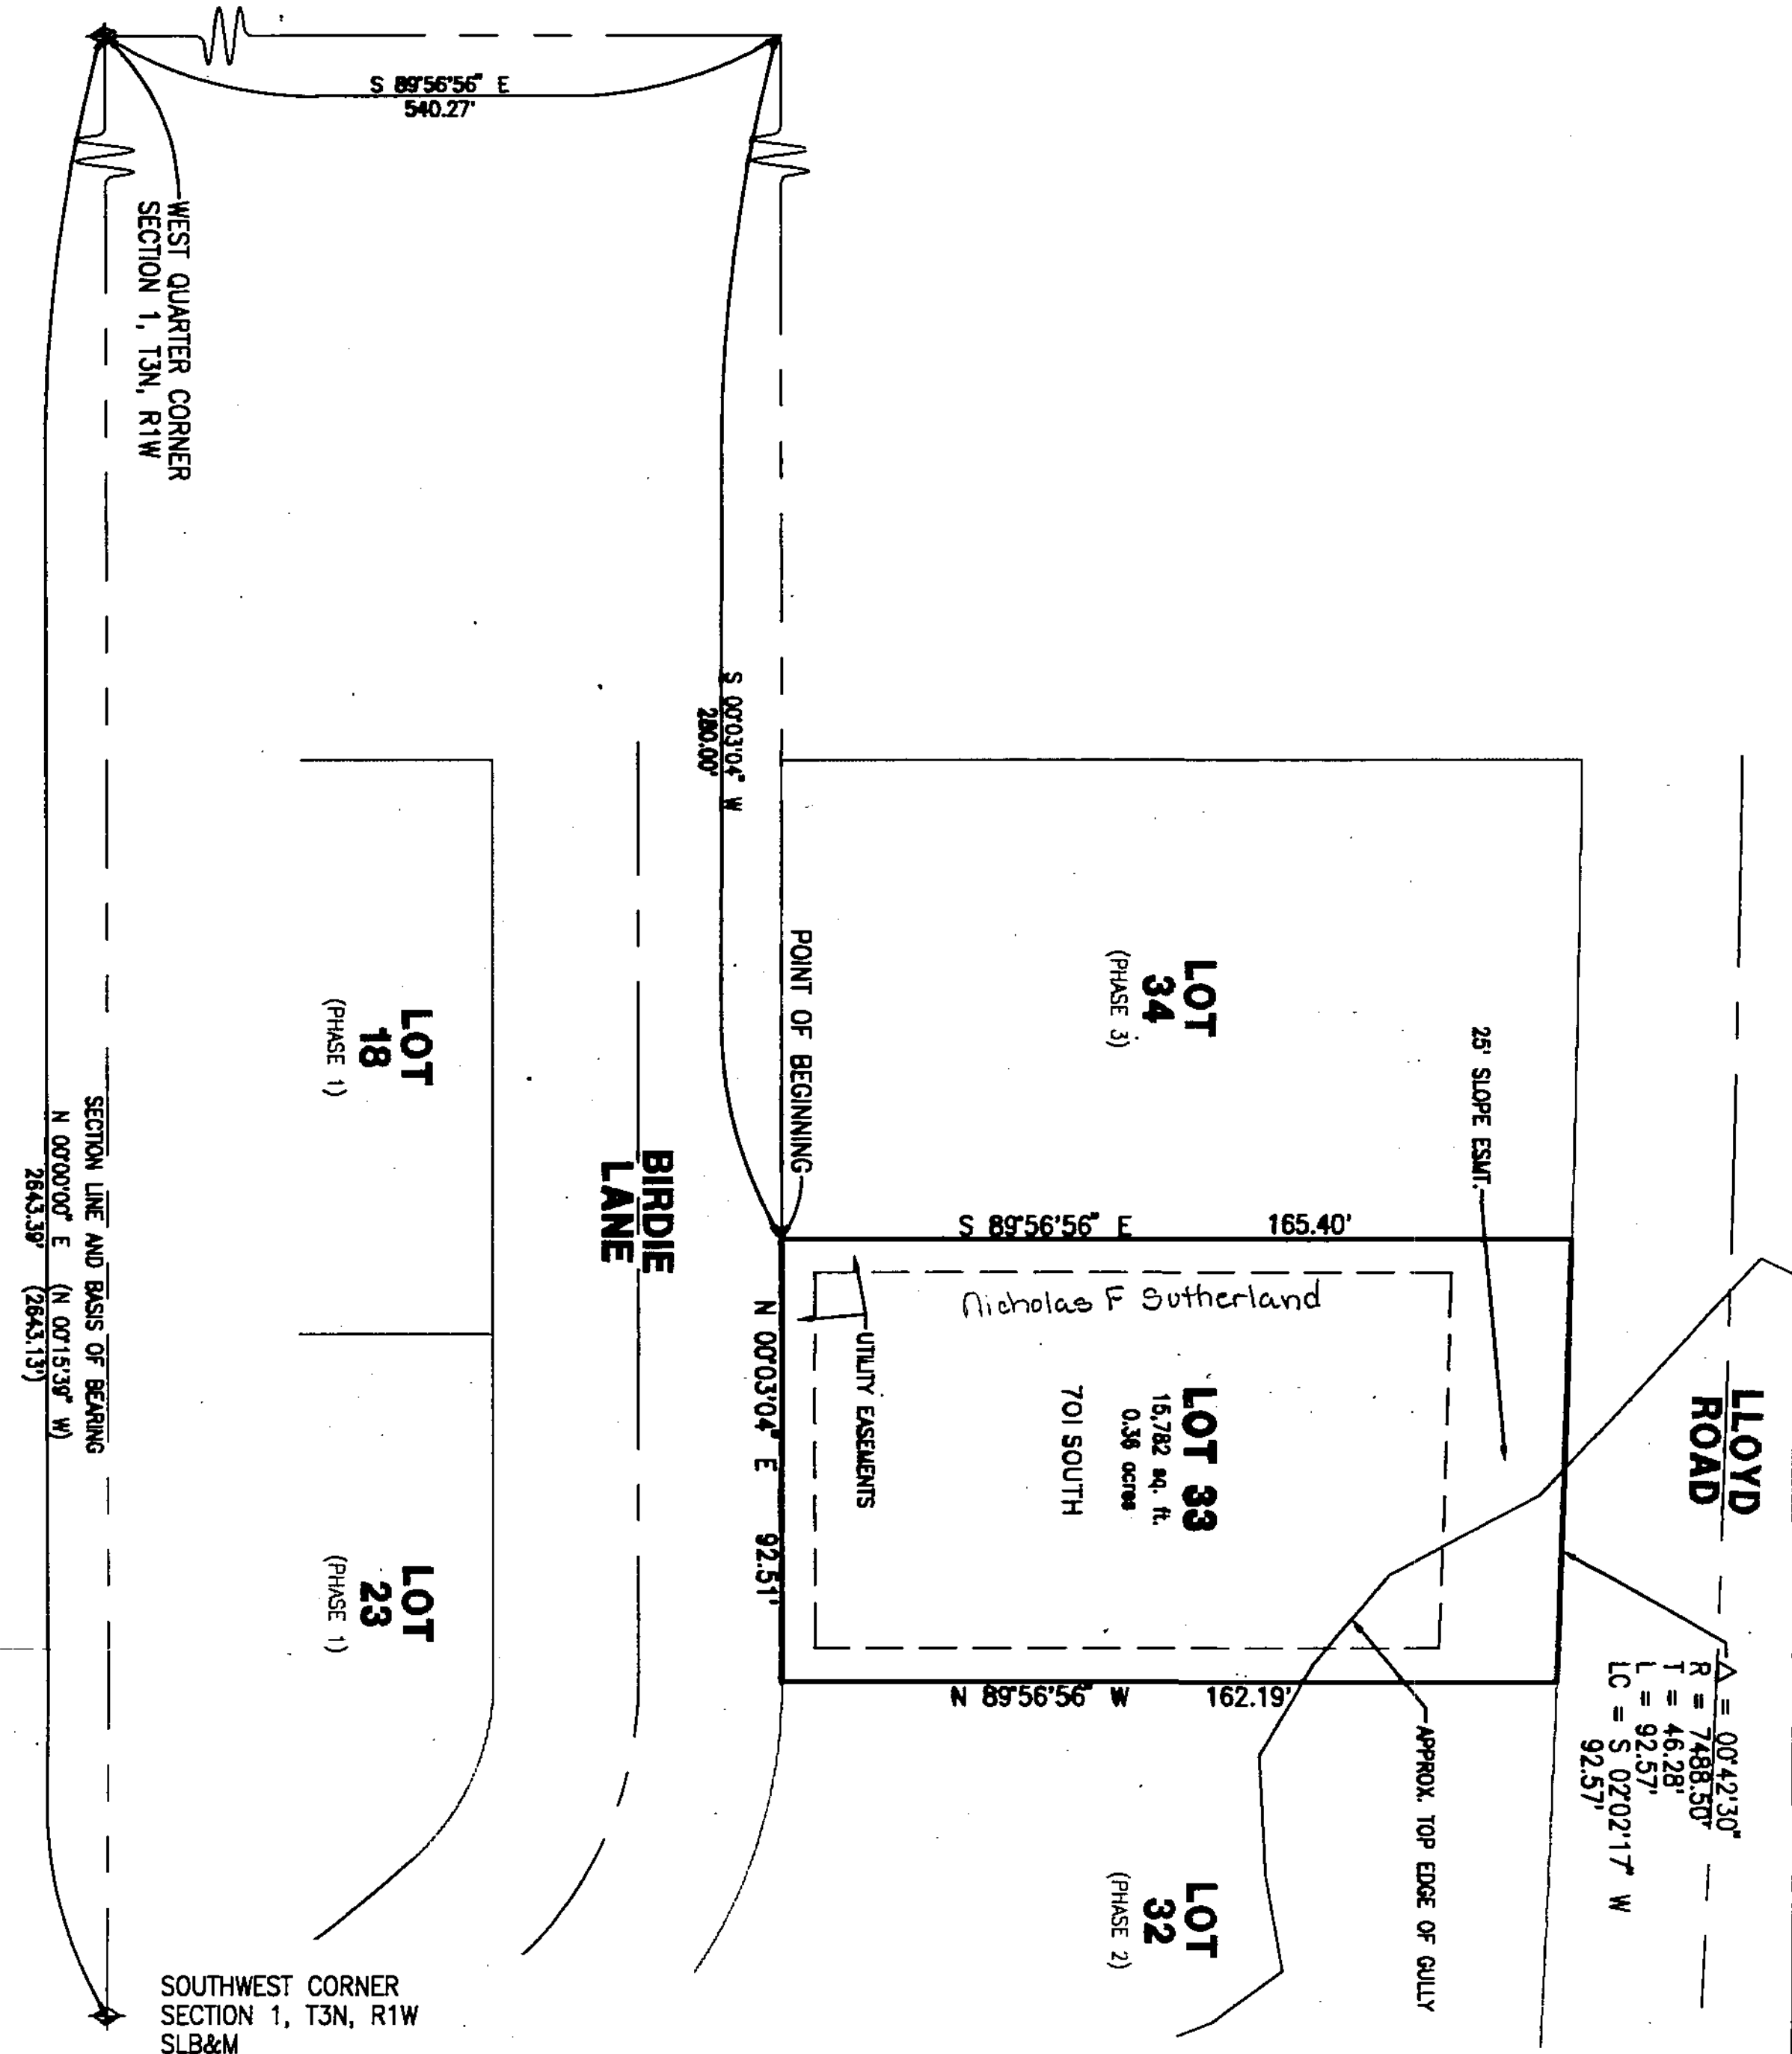 S 89°56'56" E
540.27'
WEST QUARTER CORNER
SECTION 1, T3N, R1W
S 00°03'04" W
280.00'
POINT OF BEGINNING
LOT
34
(PHASE 3)
25' SLOPE ESMT.
LOT
18
(PHASE 1)
BIRDIE
LANE
S 89°56'56" E 165.40'
Nicholas F Sutherland
LOT 33
15,782 sq. ft.
0.36 acres
701 SOUTH
UTILITY EASEMENTS
N 00°03'04" E 92.51'
LLOYD
ROAD
SECTION LINE AND BASIS OF BEARING
N 00°00'00" E (N 00°15'39" W)
2643.39' (2643.13')
LOT
23
(PHASE 1)
N 89°56'56" W 162.19'
Δ = 00°42'30"
R = 7488.50'
T = 46.28'
L = 92.57'
LC = S 02°02'17" W
92.57'
APPROX. TOP EDGE OF GULLY
LOT
32
(PHASE 2)
SOUTHWEST CORNER
SECTION 1, T3N, R1W
SLB&M